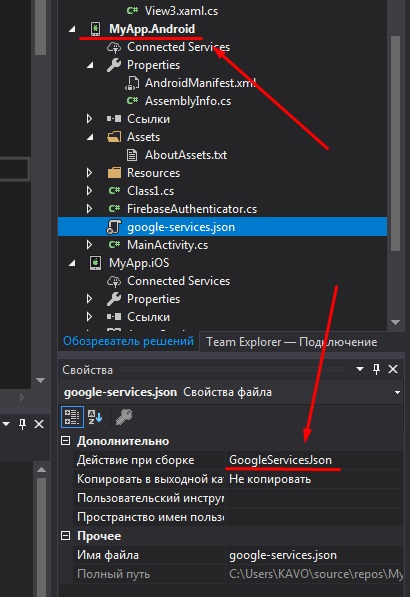 View3.xaml.cs
MyApp.Android
Connected Services
Properties
AndroidManifest.xml
AssemblyInfo.cs
Ссылки
Assets
AboutAssets.txt
Resources
Class1.cs
FirebaseAuthenticator.cs
google-services.json
MainActivity.cs
MyApp.iOS
Connected Services
Properties
Ссылки
Обозреватель решений Team Explorer — Подключение
Свойства
google-services.json Свойства файла
Дополнительно
Действие при сборке GoogleServicesJson
Копировать в выходной кат Не копировать
Пользовательский инструм
Пространство имен пользо
Прочее
Имя файла google-services.json
Полный путь C:\Users\KAVO\source\repos\MyA